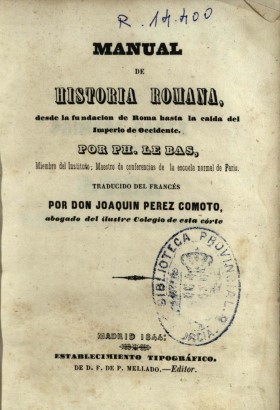 R. 14.400
MANUAL
DE
HISTORIA ROMANA,
desde la fundacion de Roma hasta la caida del
Imperio de Occidente.
POR PH. LE BAS,
Miembro del Instituto; Maestro de conferencias de la escuela normal de Paris.
TRADUCIDO DEL FRANCÉS
POR DON JOAQUIN PEREZ COMOTO,
abogado del ilustre Colegio de esta córte
BIBLIOTECA PROVINCIAL
MADRID 1844:
ESTABLECIMIENTO TIPOGRÁFICO.
DE D. F. DE P. MELLADO.—Editor.